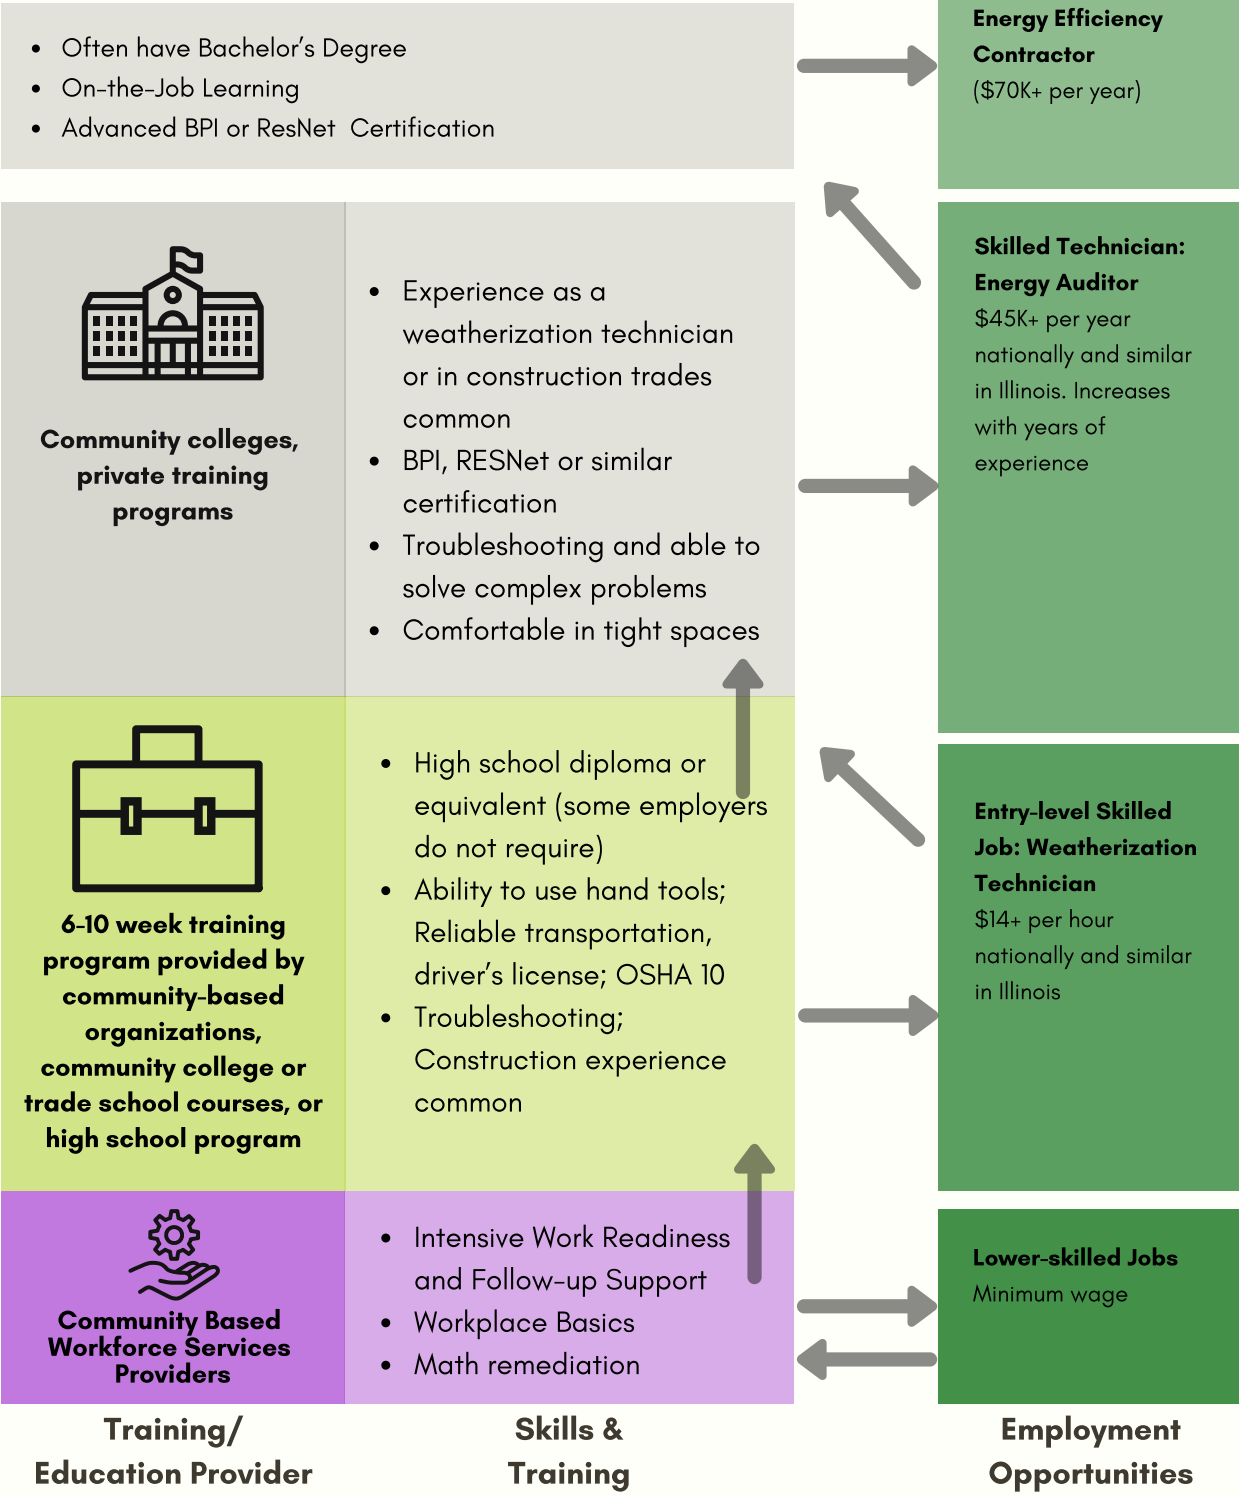 Often have Bachelor's Degree
On-the-Job Learning
Advanced BPI or ResNet Certification
Energy Efficiency
Contractor
($70K+ per year)
Community colleges,
private training
programs
Experience as a
weatherization technician
or in construction trades
common
BPI, RESNet or similar
certification
Troubleshooting and able to
solve complex problems
Comfortable in tight spaces
Skilled Technician:
Energy Auditor
$45K+ per year
nationally and similar
in Illinois. Increases
with years of
experience
6-10 week training
program provided by
community-based
organizations,
community college or
trade school courses, or
high school program
High school diploma or
equivalent (some employers
do not require)
Ability to use hand tools;
Reliable transportation,
driver's license; OSHA 10
Troubleshooting;
Construction experience
common
Entry-level Skilled
Job: Weatherization
Technician
$14+ per hour
nationally and similar
in Illinois
Community Based
Workforce Services
Providers
Intensive Work Readiness
and Follow-up Support
Workplace Basics
Math remediation
Lower-skilled Jobs
Minimum wage
Training/
Education Provider
Skills &
Training
Employment
Opportunities